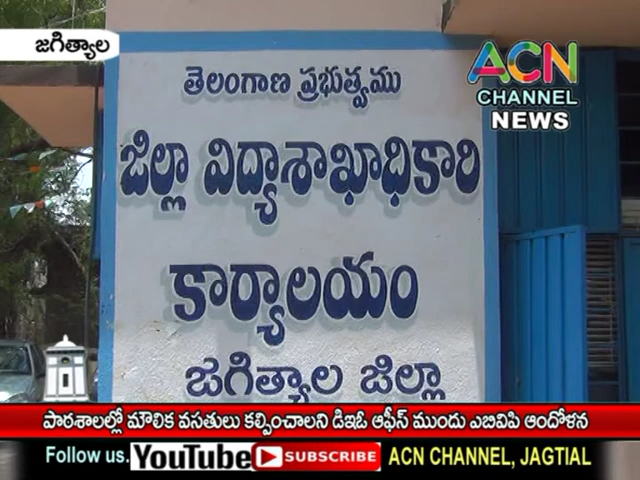 జగిత్యాల
ACN
CHANNEL
NEWS
తెలంగాణ ప్రభుత్వము
జిల్లా విద్యాశాఖాధికారి
కార్యాలయం
జెగిత్యాల జిల్లా
పాఠశాలల్లో మౌలిక వసతులు కల్పించాలని డిఇఓ ఆఫీస్ ముందు ఎబివిపి ఆందోళన
Follow us. YouTube SUBSCRIBE ACN CHANNEL, JAGTIAL